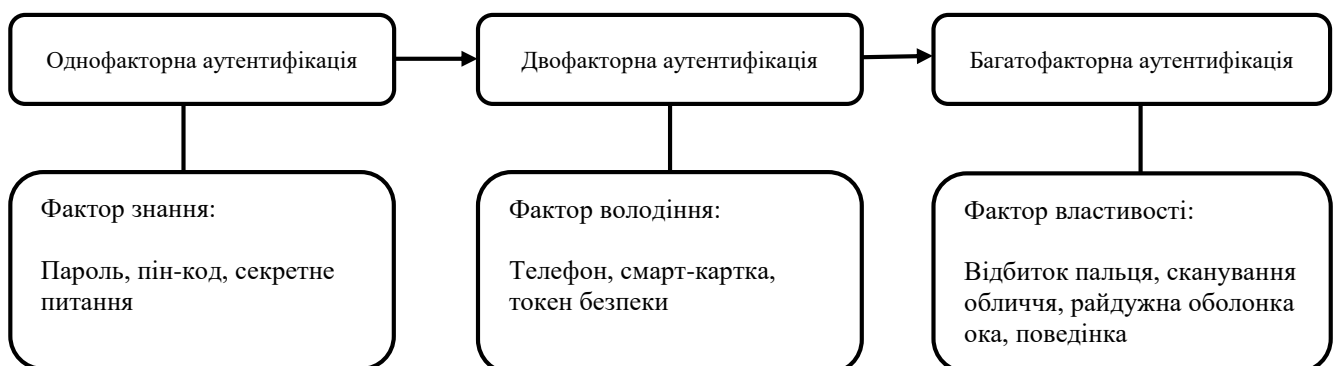 Однофакторна аутентифікація
Двофакторна аутентифікація
Багатофакторна аутентифікація
Фактор знання:
Пароль, пін-код, секретне
питання
Фактор володіння:
Телефон, смарт-картка,
токен безпеки
Фактор властивості:
Відбиток пальця, сканування
обличчя, райдужна оболонка
ока, поведінка